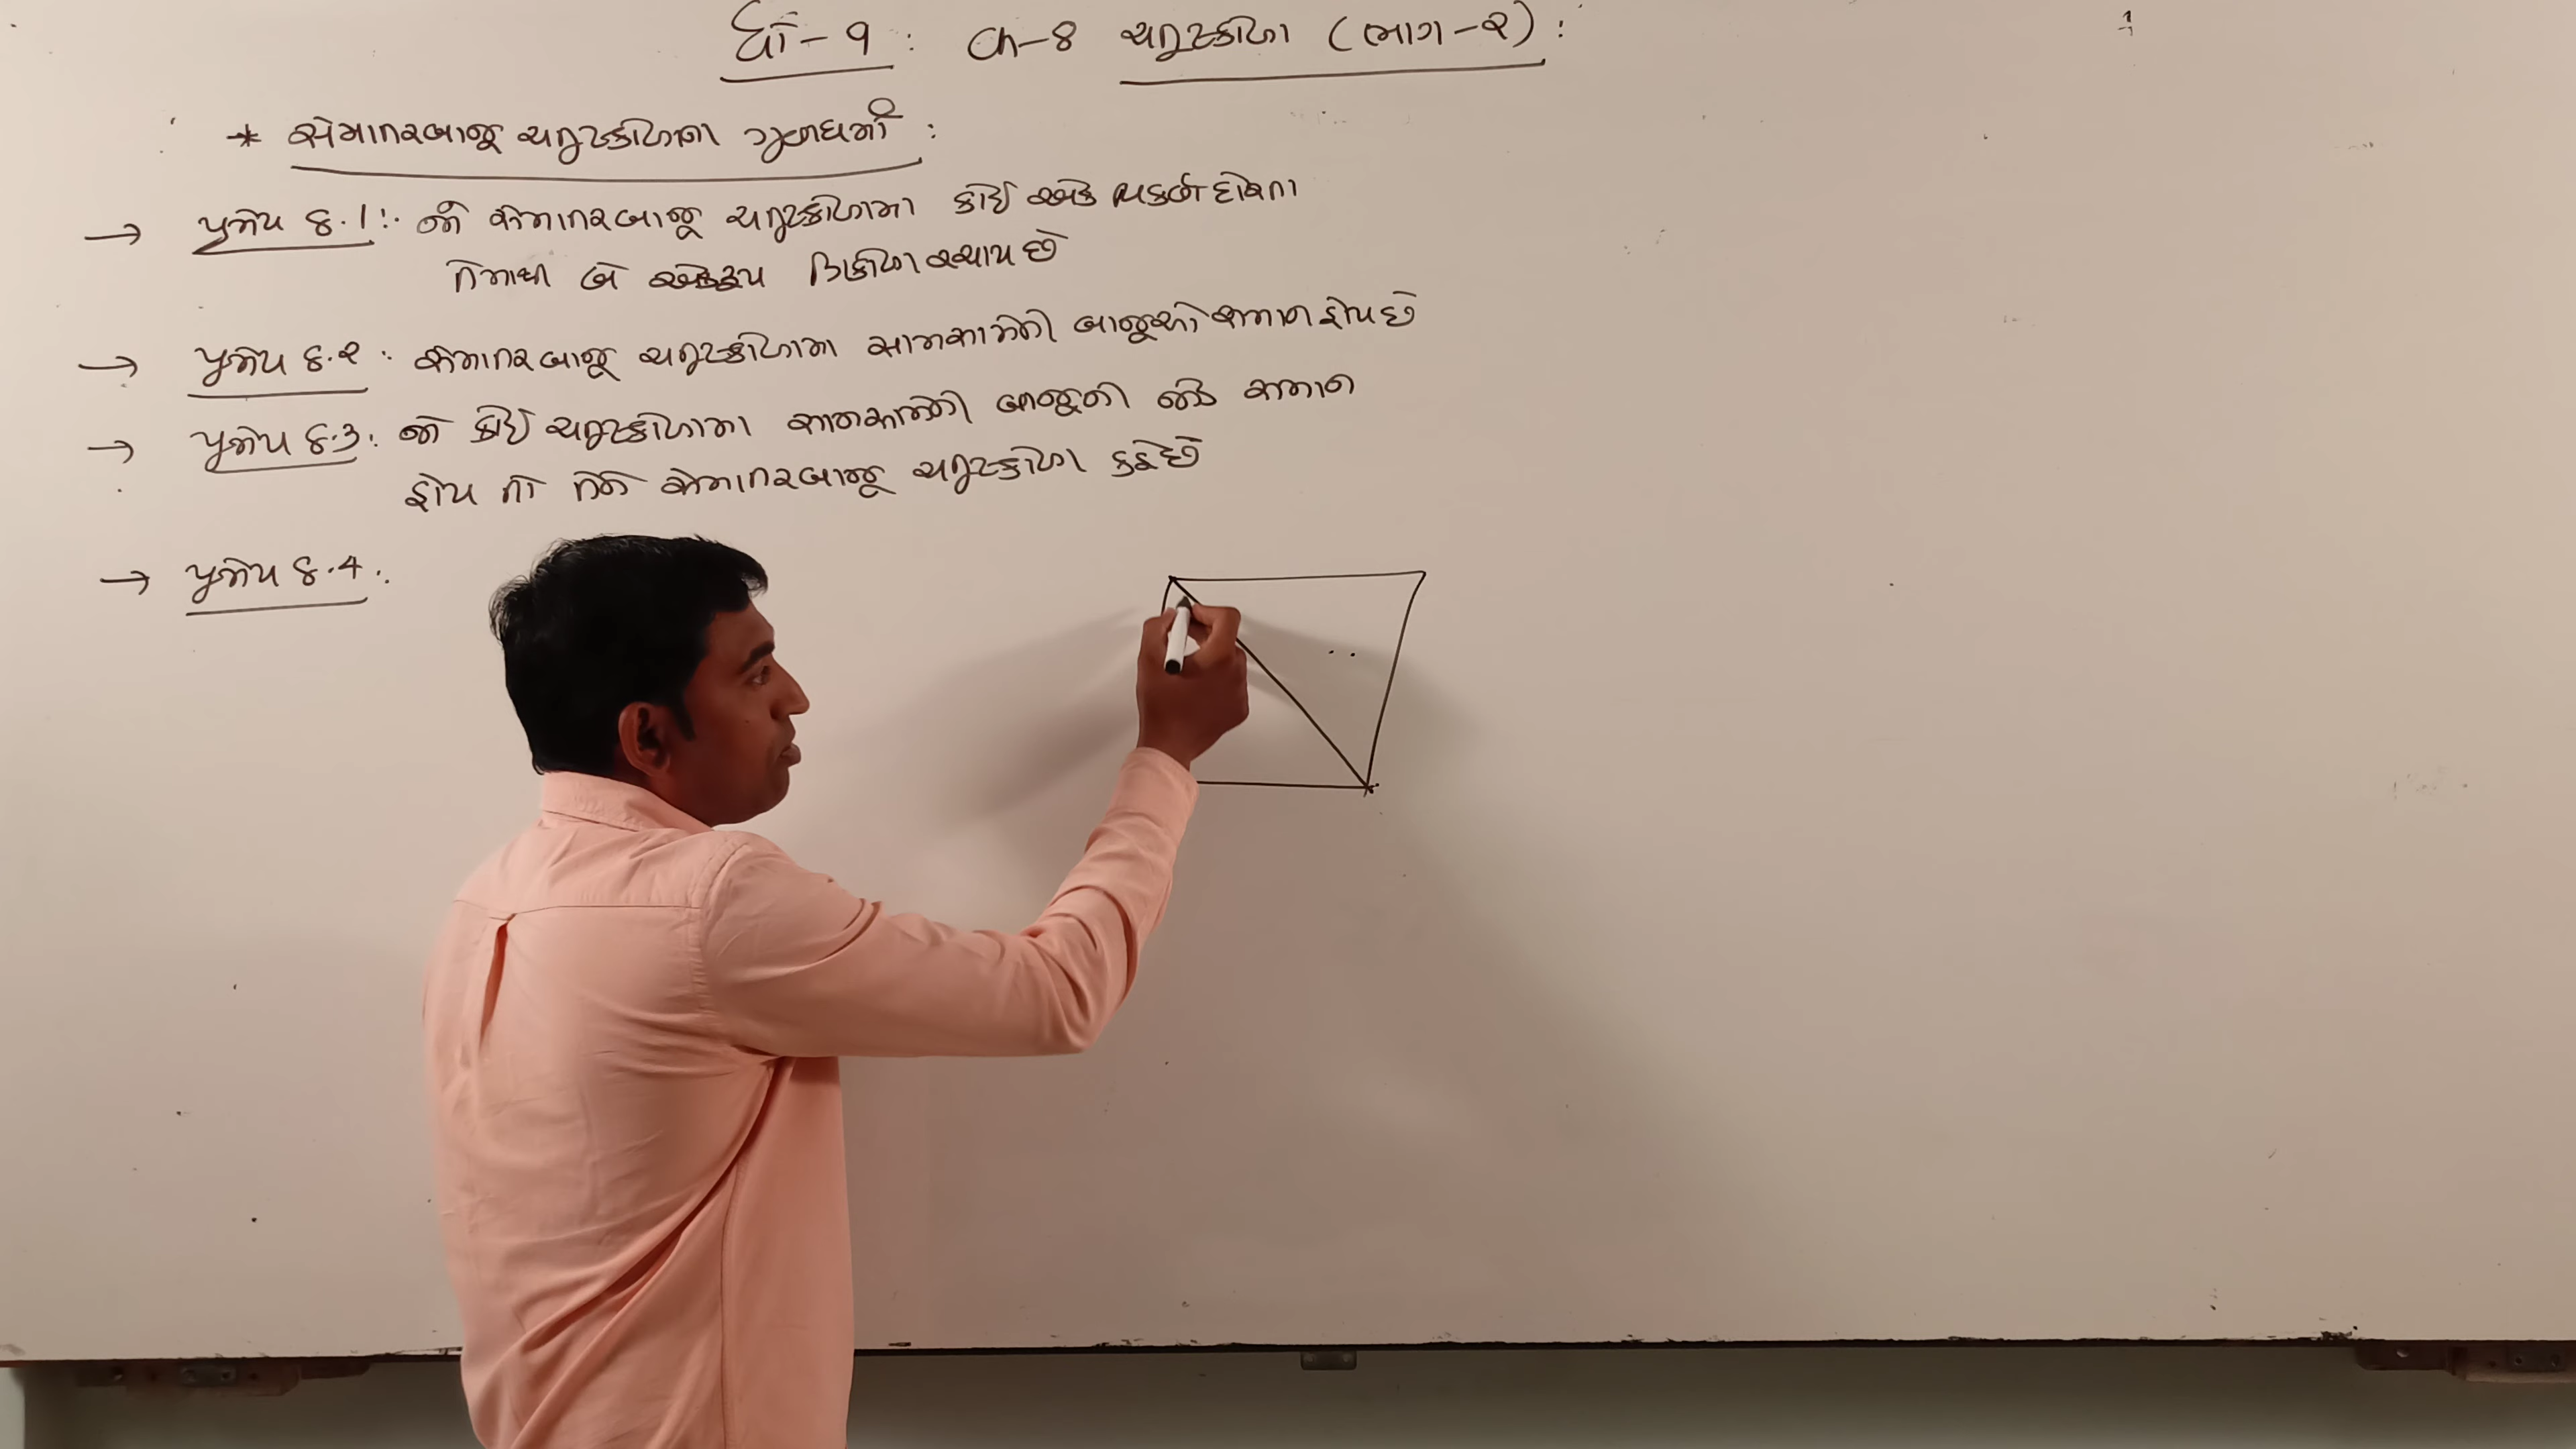 ધો - 9 : Ch-8 ચતુષ્કોણ (ભાગ-૨) :
* સમાંતરબાજુ ચતુષ્કોણના ગુણધર્મો :
→ પ્રમેય 8.1 : જો સમાંતરબાજુ ચતુષ્કોણમાં કોઈ એક વિકર્ણ દોરતા
તેમાથી બે એકરૂપ ત્રિકોણ રચાય છે
→ પ્રમેય 8.૨ : સમાંતરબાજુ ચતુષ્કોણમાં સામસામેની બાજુઓ સમાન હોય છે
→ પ્રમેય 8.3 : જો કોઈ ચતુષ્કોણમાં સામસામેની બાજુની જોડ સમાન
હોય તો તેને સમાંતરબાજુ ચતુષ્કોણ કહે છે
→ પ્રમેય 8.4 :